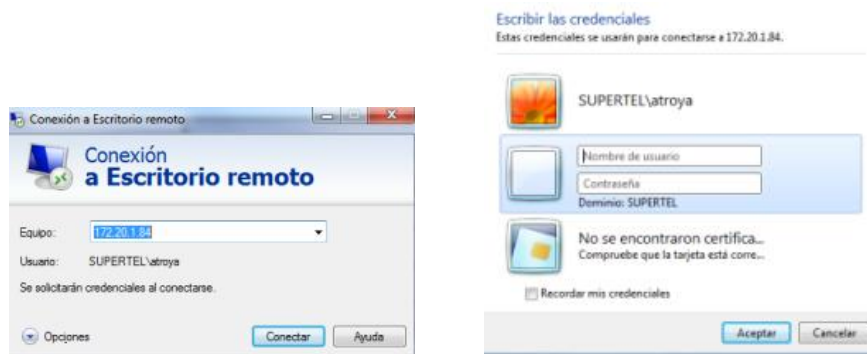 Conexión a Escritorio remoto
Conexión
a Escritorio remoto
Equipo:
172.20.1.84
Usuario:
SUPERTEL\atroya
Se solicitarán credenciales al conectarse.
Opciones
Conectar
Ayuda
Escribir las credenciales
Estas credenciales se usarán para conectarse a 172.20.1.84.
SUPERTEL\atroya
Nombre de usuario
Contraseña
Dominio: SUPERTEL
No se encontraron certifica...
Compruebe que la tarjeta está corre...
Recordar mis credenciales
Aceptar
Cancelar